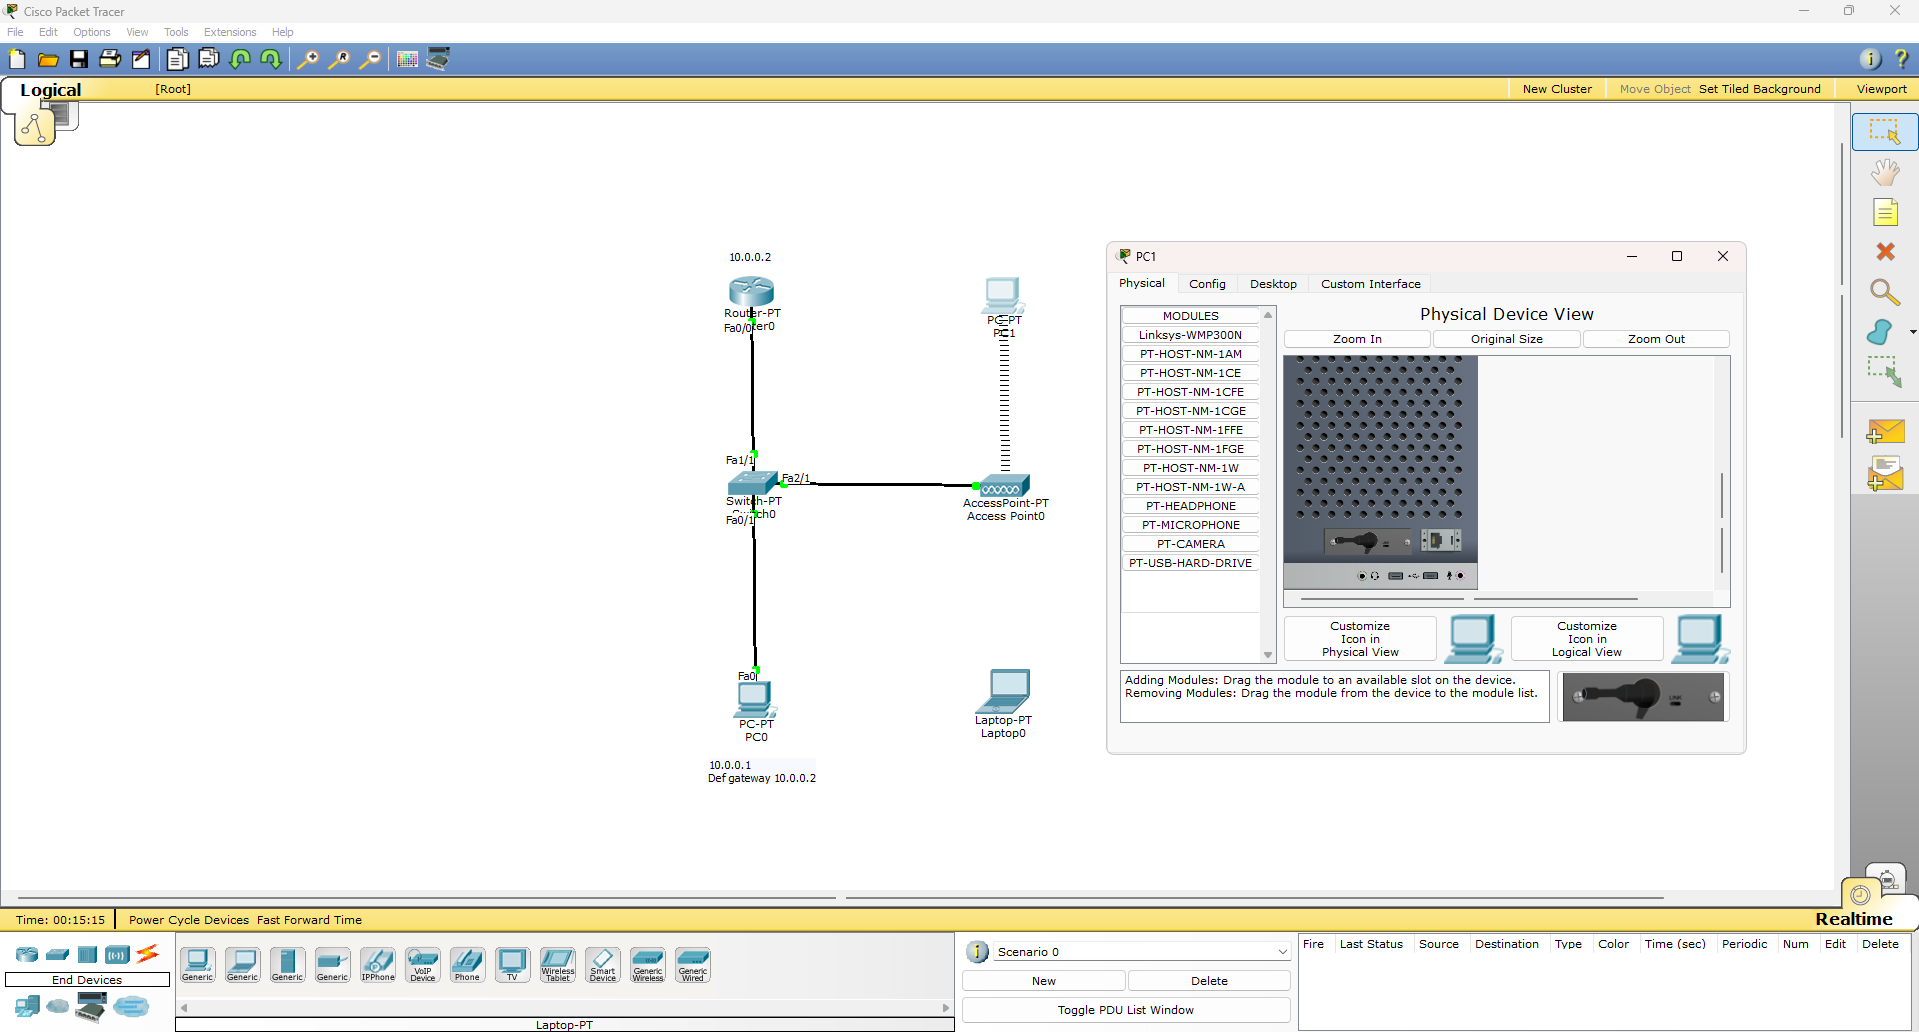 Cisco Packet Tracer
File Edit Options View Tools Extensions Help
Logical
[Root]
New Cluster
Move Object
Set Tiled Background
Viewport
10.0.0.2
Router-PT
Fa0/0
Fa1/1
Fa2/1
Switch-PT
Fa0/1
PC-PT
PC1
AccessPoint-PT
Access Point0
Fa0
PC-PT
PC0
Laptop-PT
Laptop0
10.0.0.1
Def gateway 10.0.0.2
PC1
Physical Config Desktop Custom Interface
MODULES
Linksys-WMP300N
PT-HOST-NM-1AM
PT-HOST-NM-1CE
PT-HOST-NM-1CFE
PT-HOST-NM-1CGE
PT-HOST-NM-1FFE
PT-HOST-NM-1FGE
PT-HOST-NM-1W
PT-HOST-NM-1W-A
PT-HEADPHONE
PT-MICROPHONE
PT-CAMERA
PT-USB-HARD-DRIVE
Physical Device View
Zoom In
Original Size
Zoom Out
Customize
Icon in
Physical View
Customize
Icon in
Logical View
Adding Modules: Drag the module to an available slot on the device.
Removing Modules: Drag the module from the device to the module list.
LINK
Time: 00:15:15
Power Cycle Devices Fast Forward Time
Realtime
End Devices
Generic
Generic
Generic
Generic
IPPhone
VoIP
Device
Phone
TV
Wireless
Tablet
Smart
Device
Generic
Wireless
Generic
Wired
Laptop-PT
Scenario 0
New
Delete
Toggle PDU List Window
Fire Last Status Source Destination Type Color Time (sec) Periodic Num Edit Delete